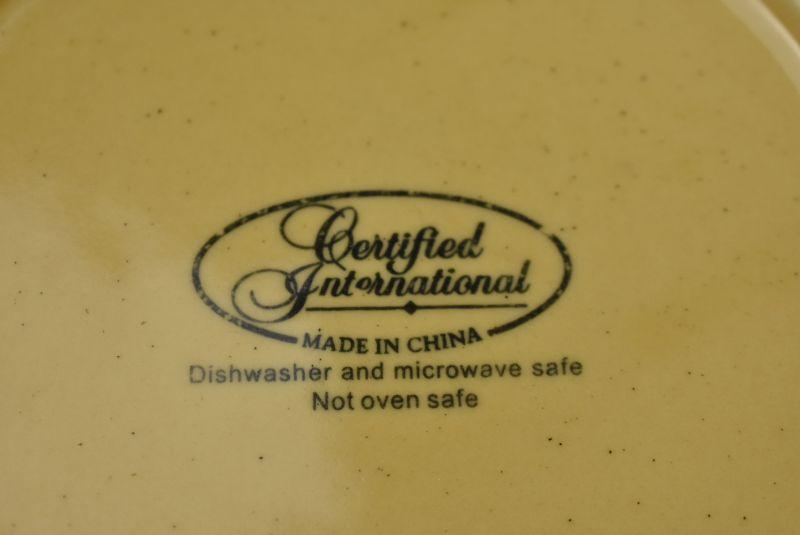 Certified
International
MADE IN CHINA
Dishwasher and microwave safe
Not oven safe